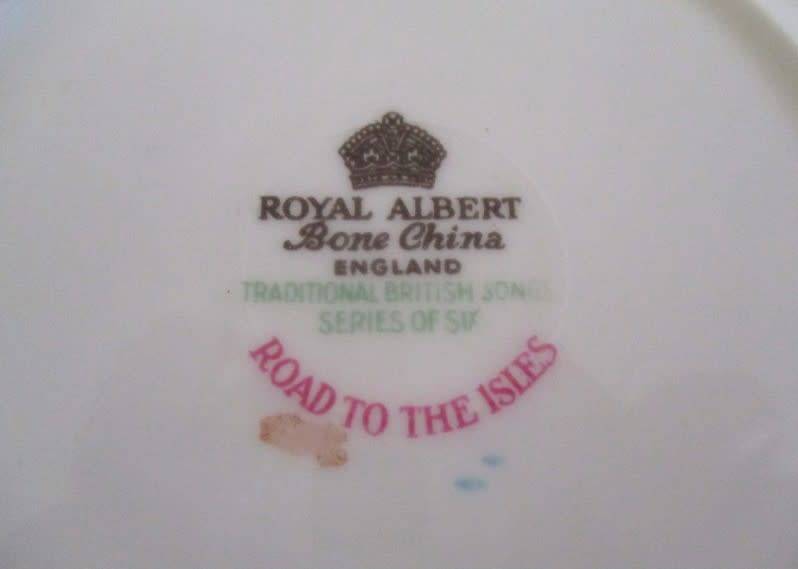 ROYAL ALBERT
Bone China
ENGLAND
TRADITIONAL BRITISH SONGS
SERIES OF SIX
ROAD TO THE ISLES